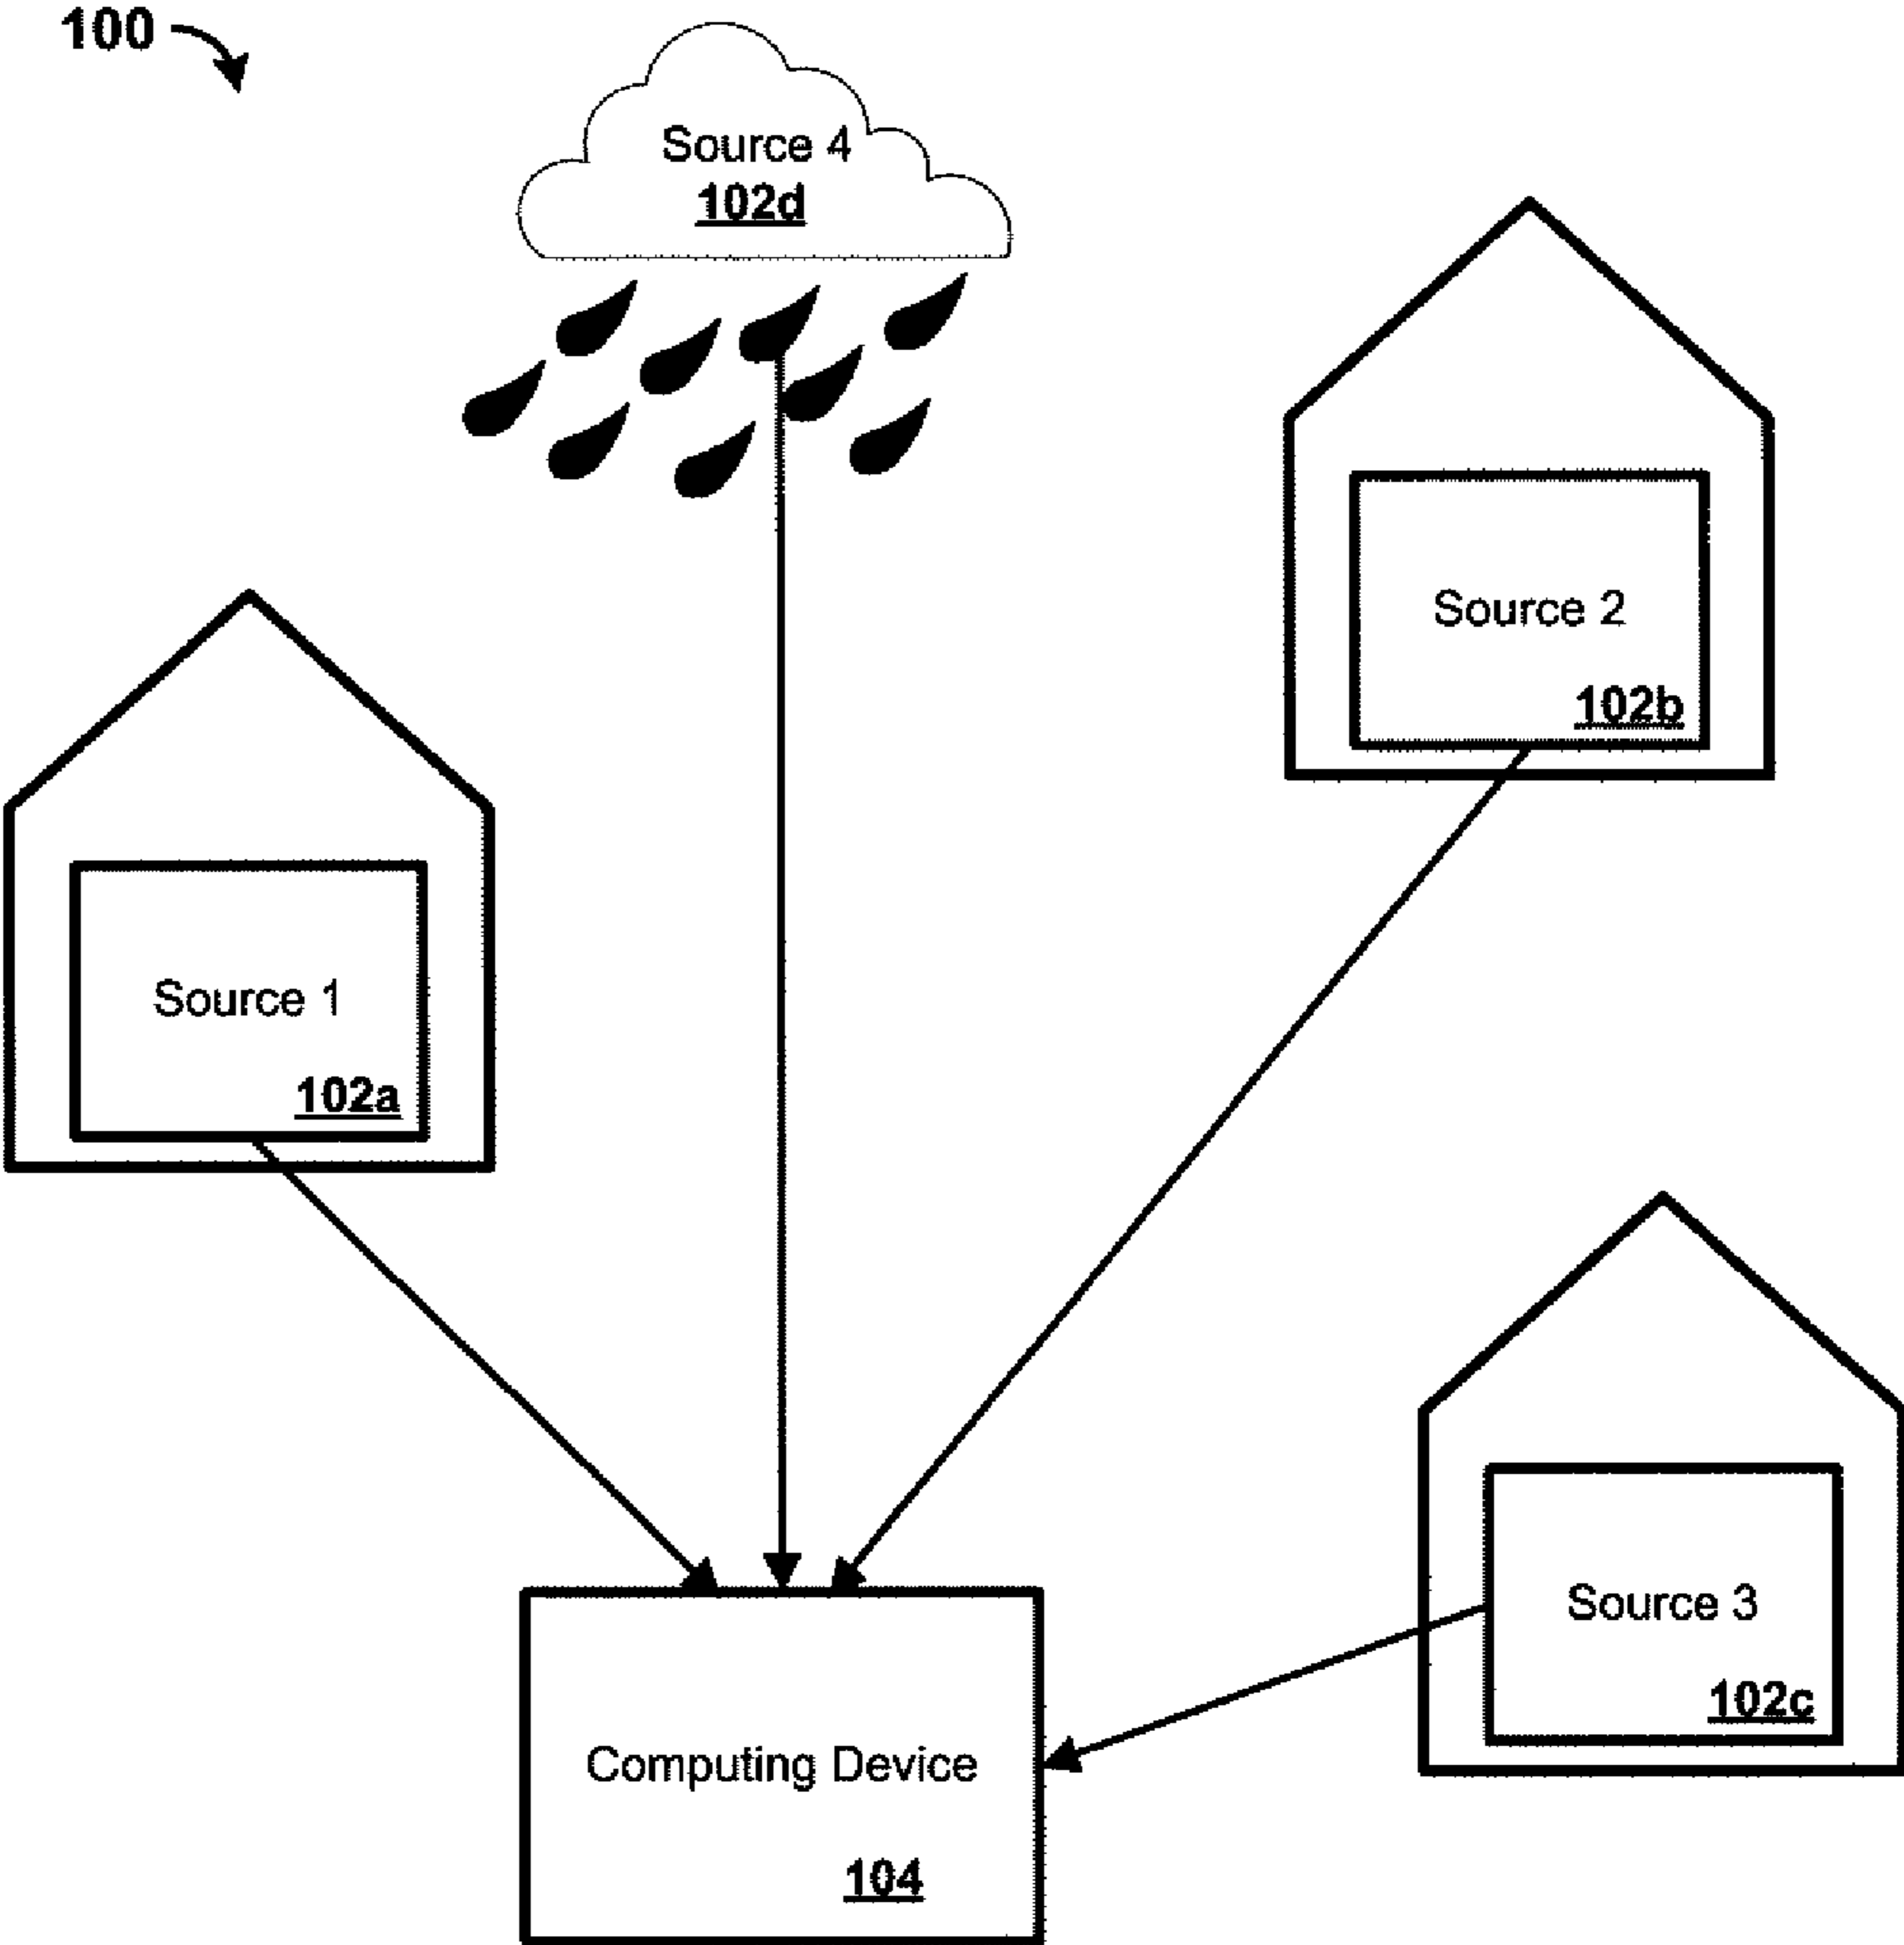 100
Source 4
102d
Source 2
102b
Source 1
102a
Source 3
102c
Computing Device
104